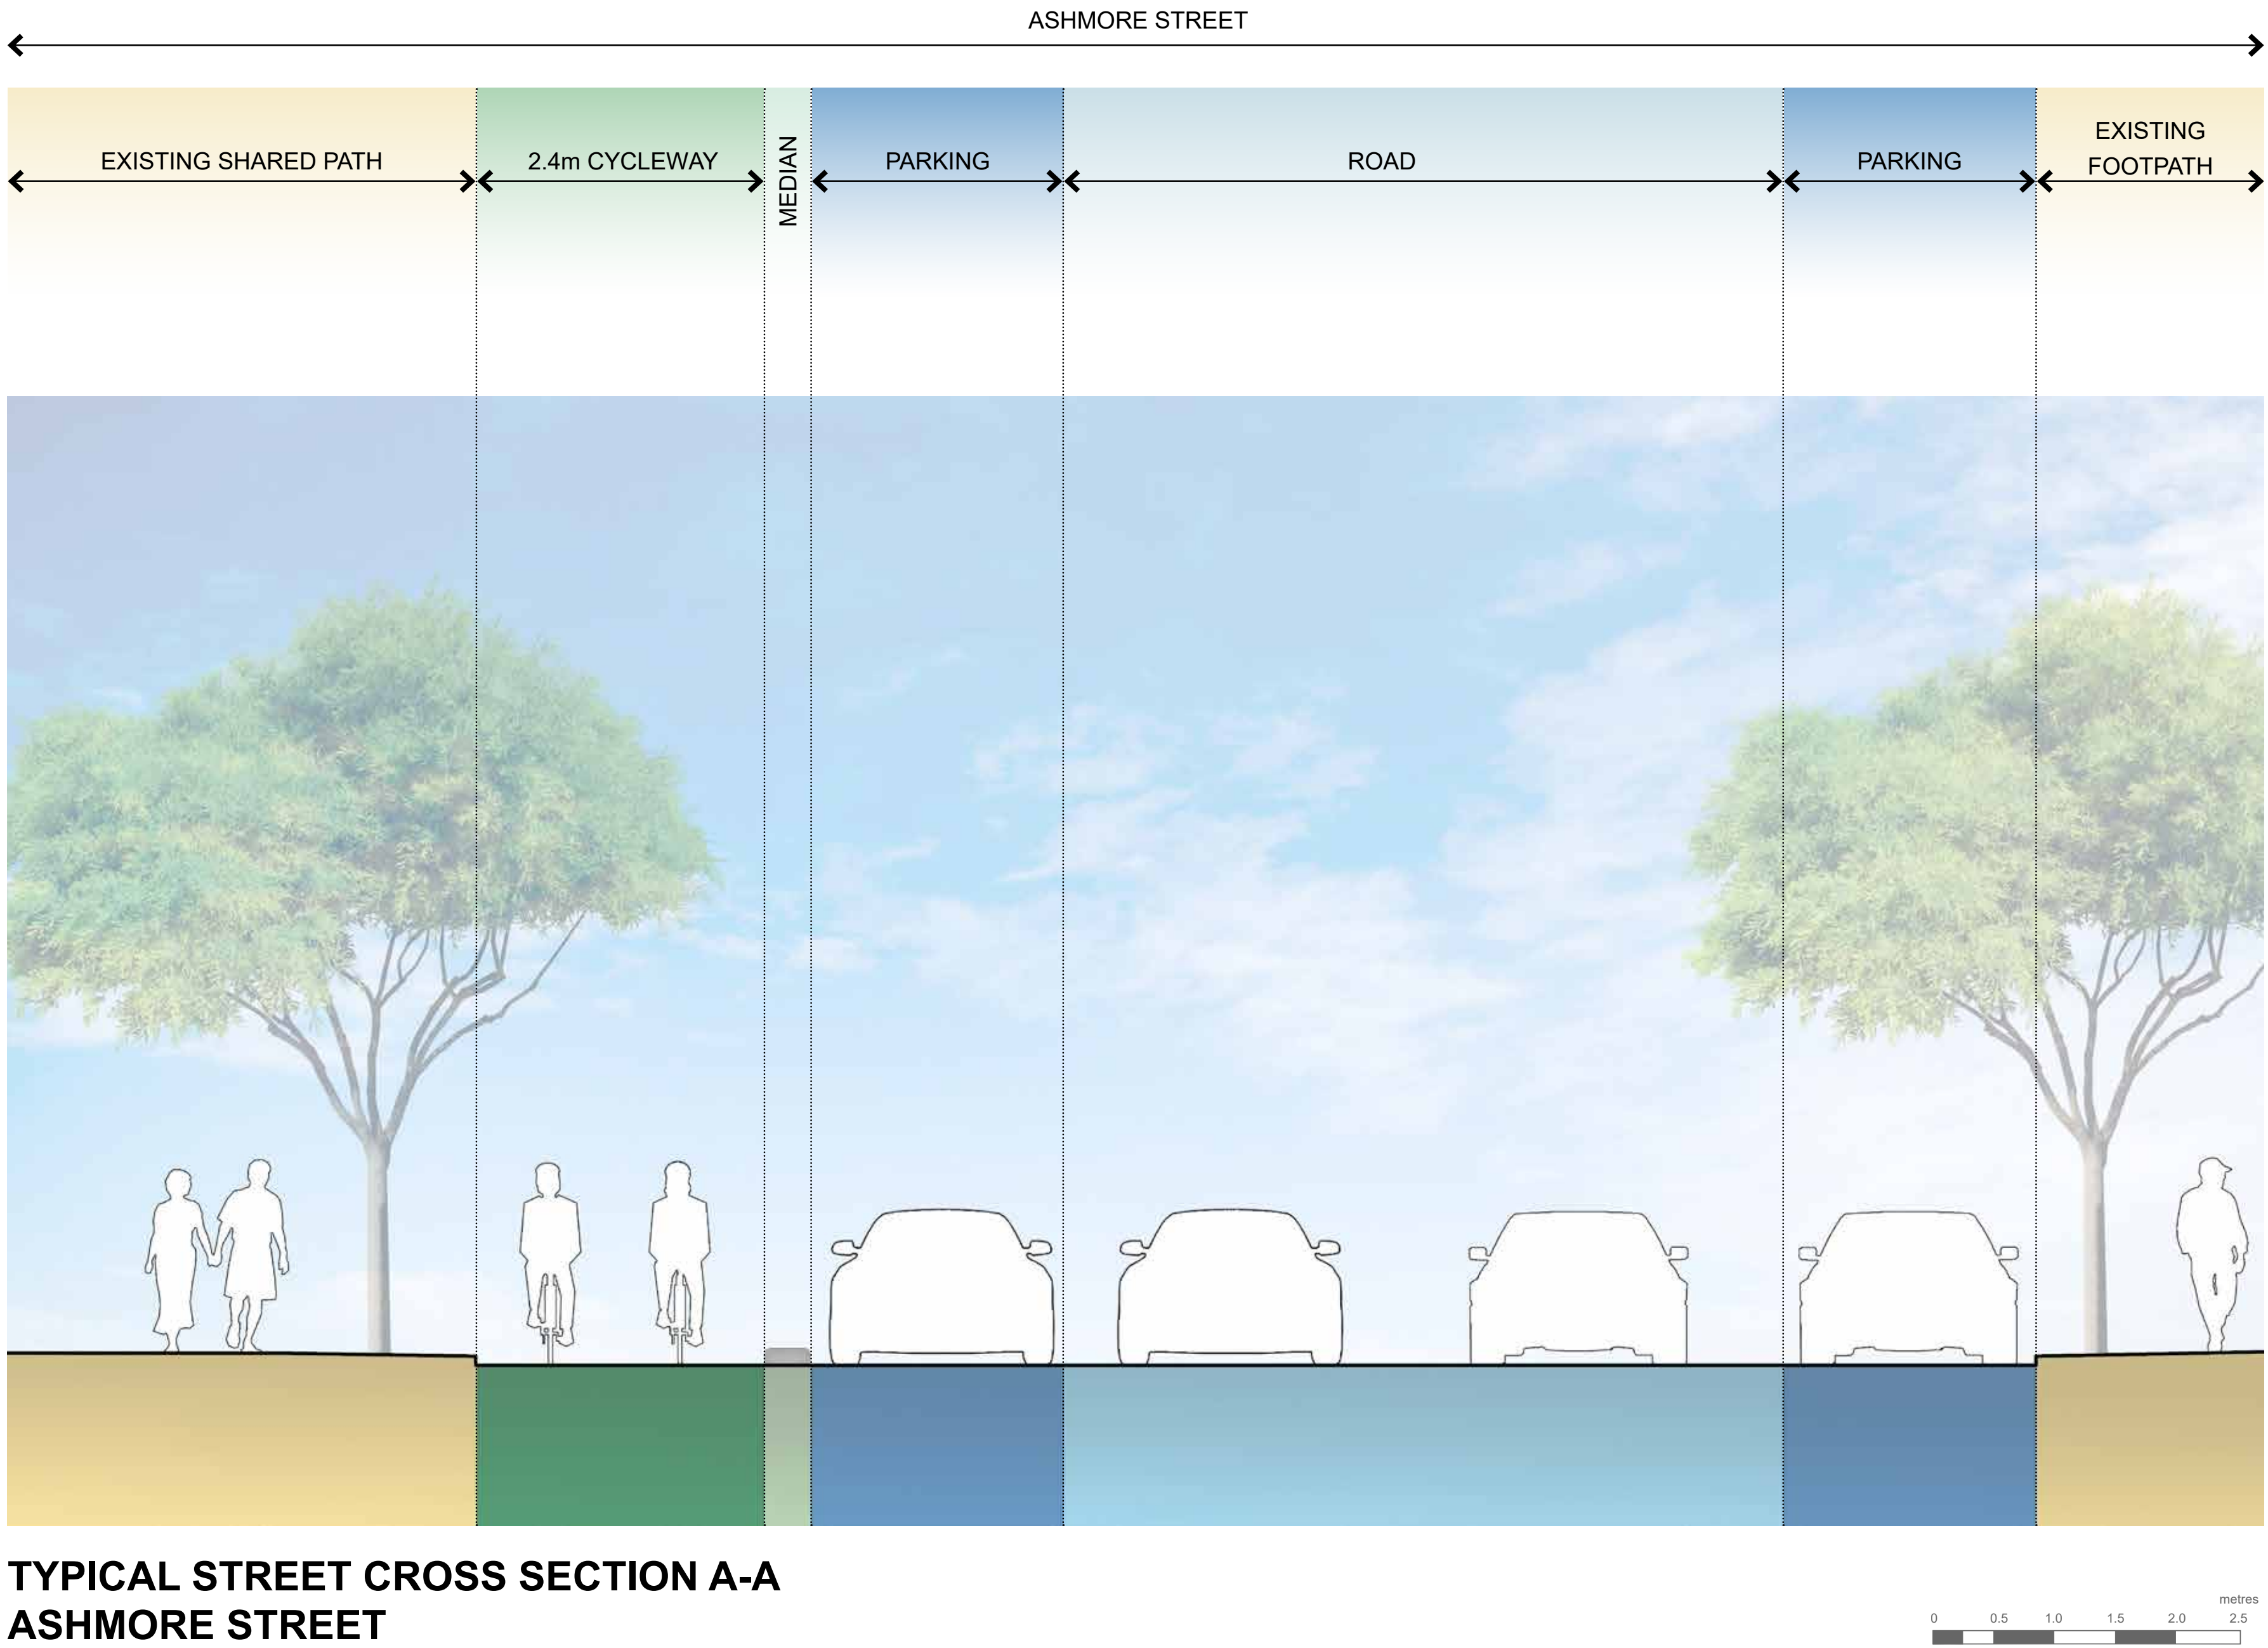 ASHMORE STREET
EXISTING SHARED PATH
2.4m CYCLEWAY
MEDIAN
PARKING
ROAD
PARKING
EXISTING
FOOTPATH
TYPICAL STREET CROSS SECTION A-A
ASHMORE STREET
metres
0 0.5 1.0 1.5 2.0 2.5